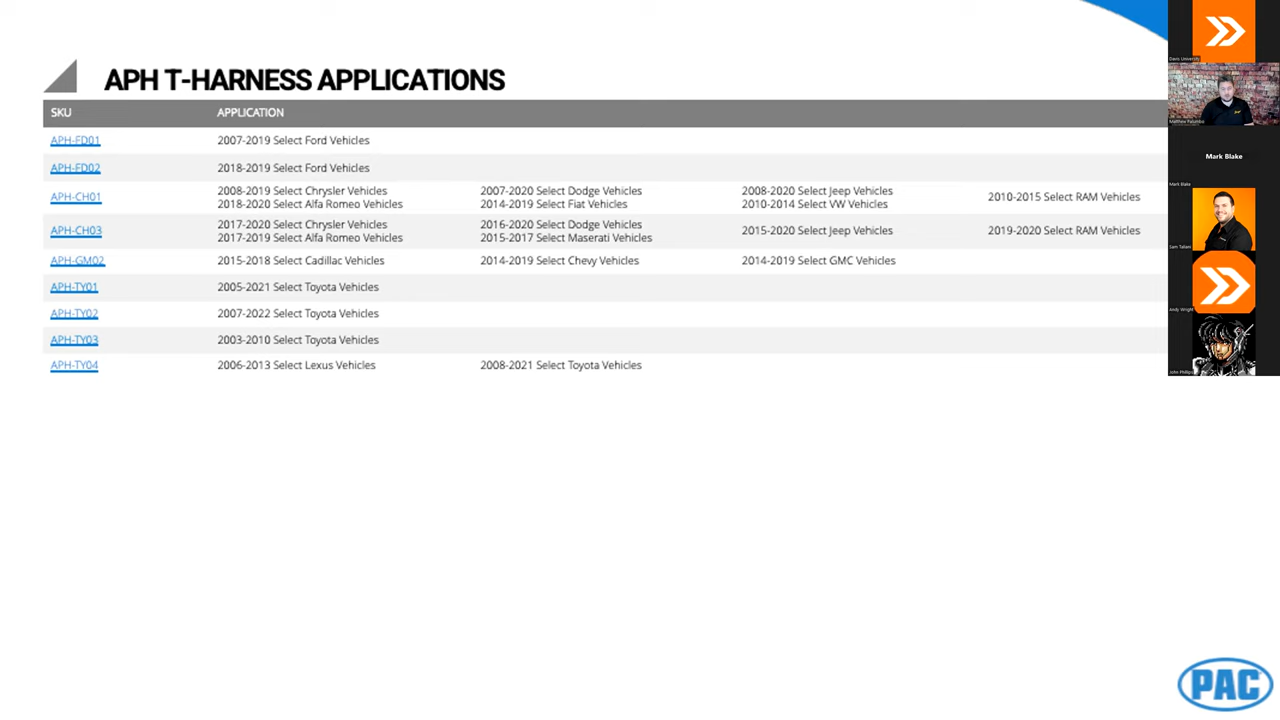 APH T-HARNESS APPLICATIONS
SKU APPLICATION
APH-FD01 2007-2019 Select Ford Vehicles
APH-FD02 2018-2019 Select Ford Vehicles
APH-CH01 2008-2019 Select Chrysler Vehicles 2007-2020 Select Dodge Vehicles 2008-2020 Select Jeep Vehicles 2010-2015 Select RAM Vehicles
2018-2020 Select Alfa Romeo Vehicles 2014-2019 Select Fiat Vehicles 2010-2014 Select VW Vehicles
APH-CH03 2017-2020 Select Chrysler Vehicles 2016-2020 Select Dodge Vehicles 2015-2020 Select Jeep Vehicles 2019-2020 Select RAM Vehicles
2017-2019 Select Alfa Romeo Vehicles 2015-2017 Select Maserati Vehicles
APH-GM02 2015-2018 Select Cadillac Vehicles 2014-2019 Select Chevy Vehicles 2014-2019 Select GMC Vehicles
APH-TY01 2005-2021 Select Toyota Vehicles
APH-TY02 2007-2022 Select Toyota Vehicles
APH-TY03 2003-2010 Select Toyota Vehicles
APH-TY04 2006-2013 Select Lexus Vehicles 2008-2021 Select Toyota Vehicles
Mark Blake
Mark Blake
Andy Wright
John Phillips
PAC